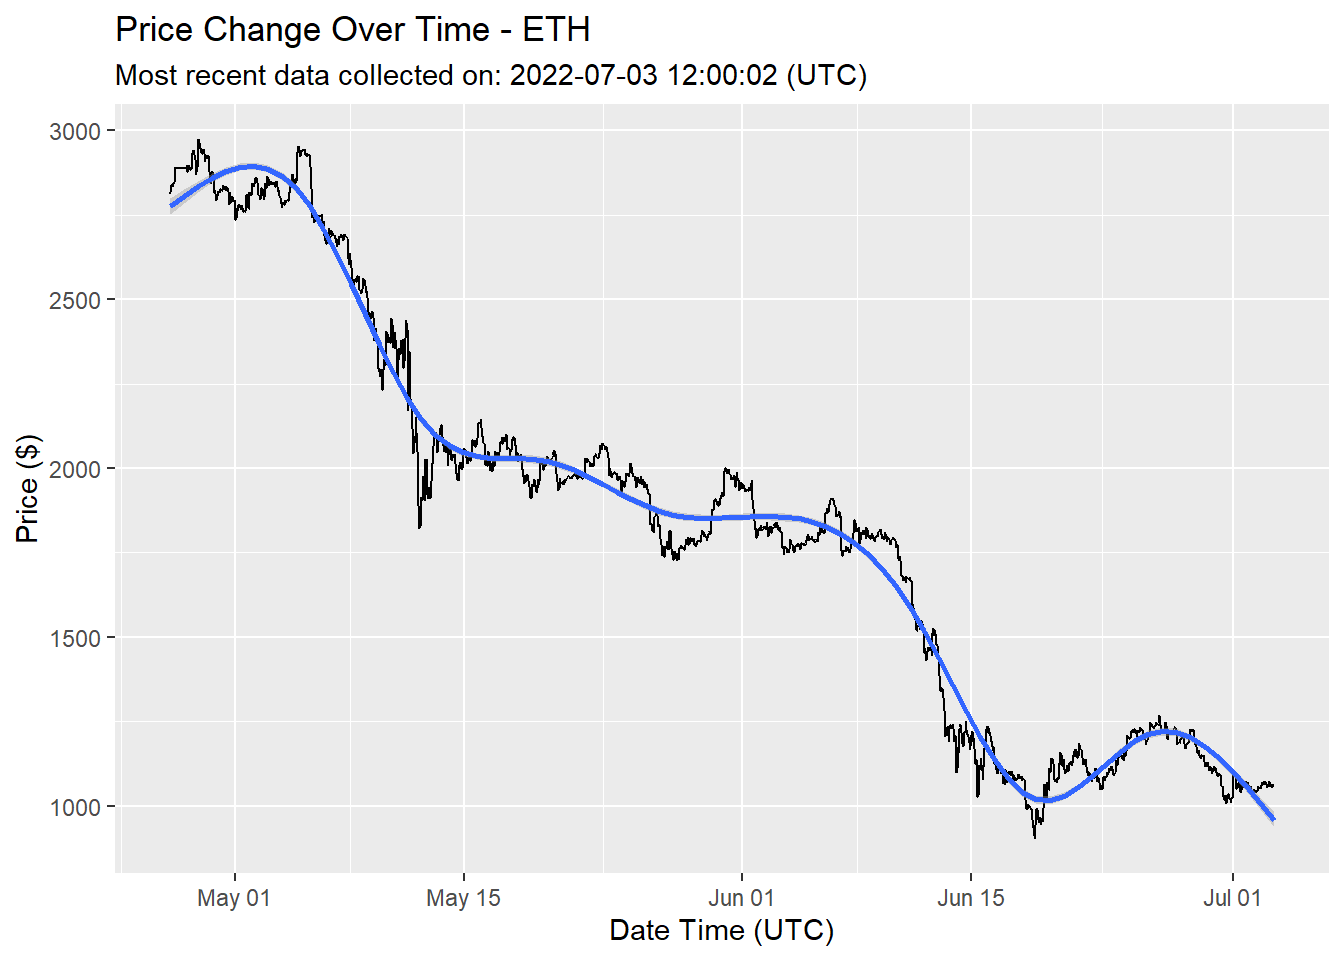 Price Change Over Time - ETH
Most recent data collected on: 2022-07-03 12:00:02 (UTC)
3000
2500
2000
1500
1000
Price ($)
May 01
May 15
Jun 01
Jun 15
Jul 01
Date Time (UTC)